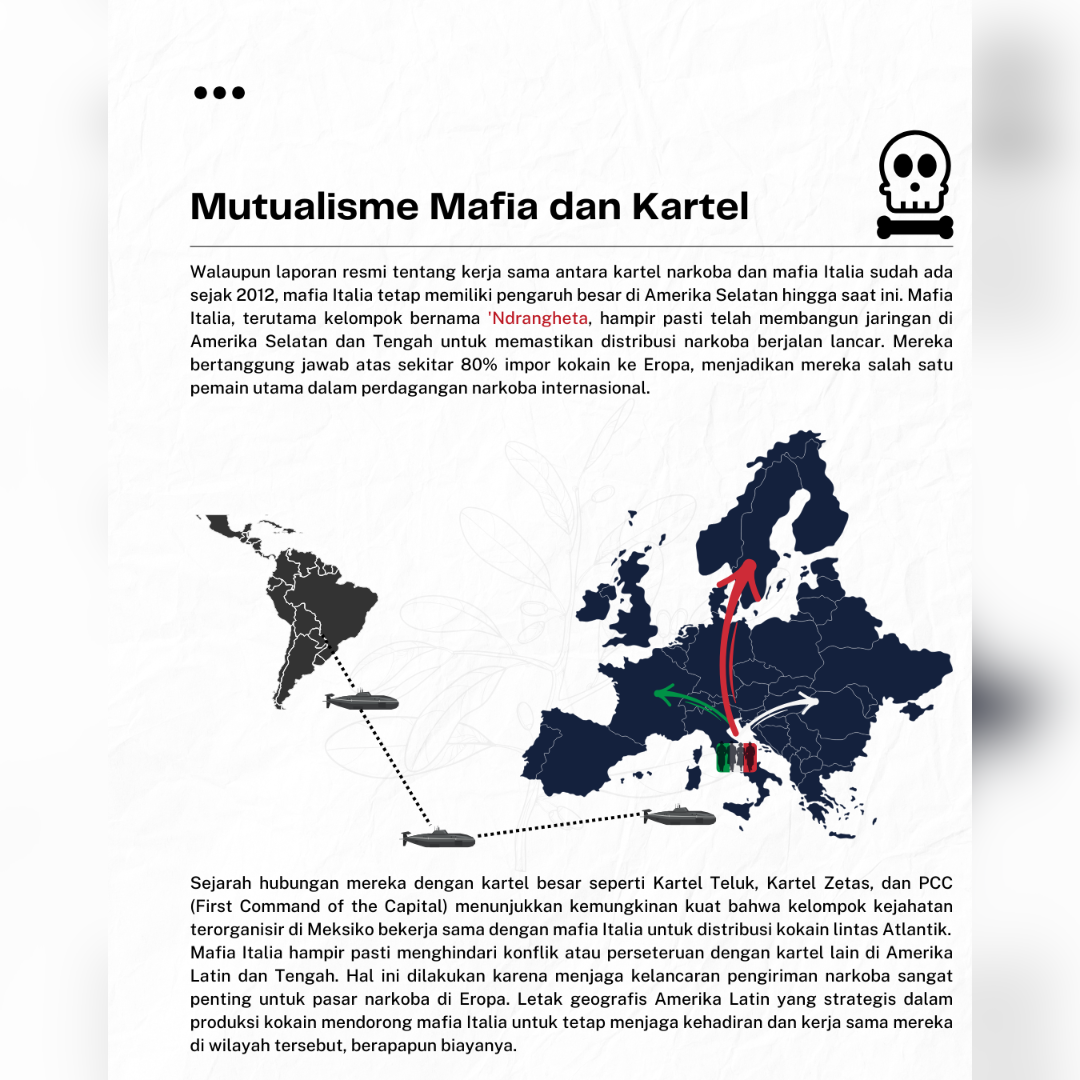 Mutualisme Mafia dan Kartel
Walaupun laporan resmi tentang kerja sama antara kartel narkoba dan mafia Italia sudah ada
sejak 2012, mafia Italia tetap memiliki pengaruh besar di Amerika Selatan hingga saat ini. Mafia
Italia, terutama kelompok bernama 'Ndrangheta, hampir pasti telah membangun jaringan di
Amerika Selatan dan Tengah untuk memastikan distribusi narkoba berjalan lancar. Mereka
bertanggung jawab atas sekitar 80% impor kokain ke Eropa, menjadikan mereka salah satu
pemain utama dalam perdagangan narkoba internasional.
Sejarah hubungan mereka dengan kartel besar seperti Kartel Teluk, Kartel Zetas, dan PCC
(First Command of the Capital) menunjukkan kemungkinan kuat bahwa kelompok kejahatan
terorganisir di Meksiko bekerja sama dengan mafia Italia untuk distribusi kokain lintas Atlantik.
Mafia Italia hampir pasti menghindari konflik atau perseteruan dengan kartel lain di Amerika
Latin dan Tengah. Hal ini dilakukan karena menjaga kelancaran pengiriman narkoba sangat
penting untuk pasar narkoba di Eropa. Letak geografis Amerika Latin yang strategis dalam
produksi kokain mendorong mafia Italia untuk tetap menjaga kehadiran dan kerja sama mereka
di wilayah tersebut, berapapun biayanya.